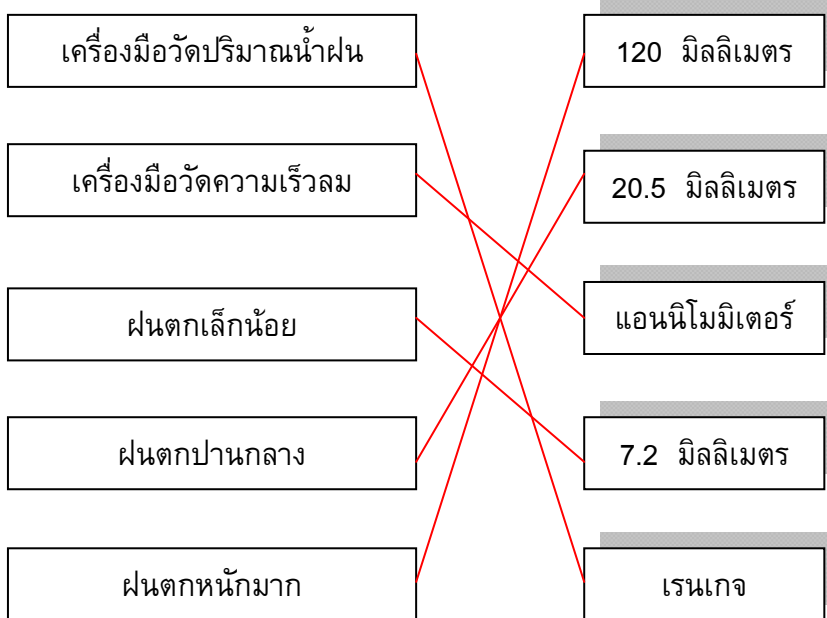 เครื่องมือวัดปริมาณน้ำฝน
120 มิลลิเมตร
เครื่องมือวัดความเร็วลม
20.5 มิลลิเมตร
ฝนตกเล็กน้อย
แอนนิโมมิเตอร์
ฝนตกปานกลาง
7.2 มิลลิเมตร
ฝนตกหนักมาก
เรนเกจ